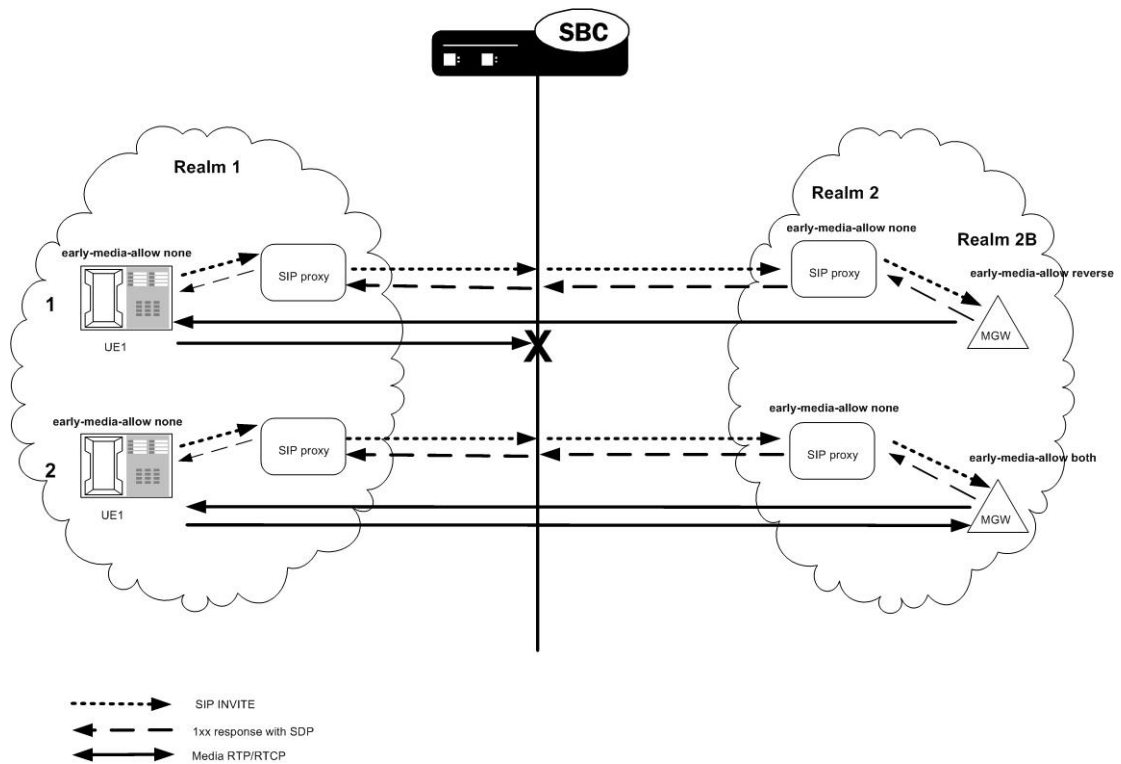 SBC
Realm 1
Realm 2
Realm 2B
early-media-allow none
early-media-allow none
early-media-allow reverse
1
SIP proxy
SIP proxy
UE1
MGW
X
early-media-allow none
early-media-allow none
early-media-allow both
2
SIP proxy
SIP proxy
UE1
MGW
SIP INVITE
1xx response with SDP
Media RTP/RTCP